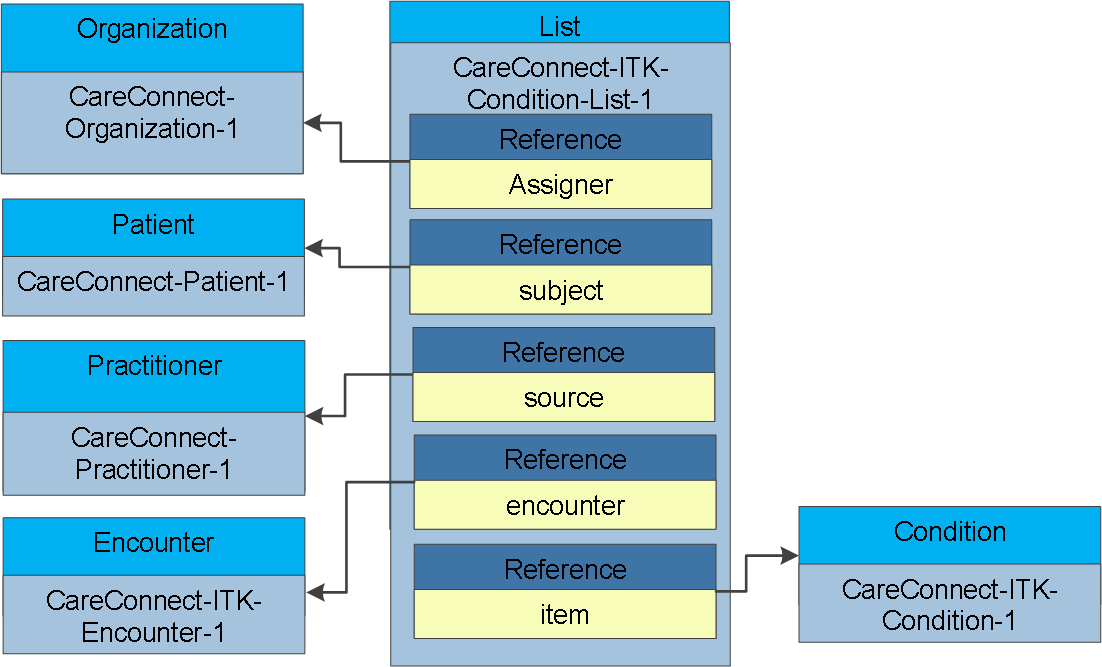 Organization
CareConnect-
Organization-1
Patient
CareConnect-Patient-1
Practitioner
CareConnect-
Practitioner-1
Encounter
CareConnect-ITK-
Encounter-1
List
CareConnect-ITK-
Condition-List-1
Reference
Assigner
Reference
subject
Reference
source
Reference
encounter
Reference
item
Condition
CareConnect-ITK-
Condition-1